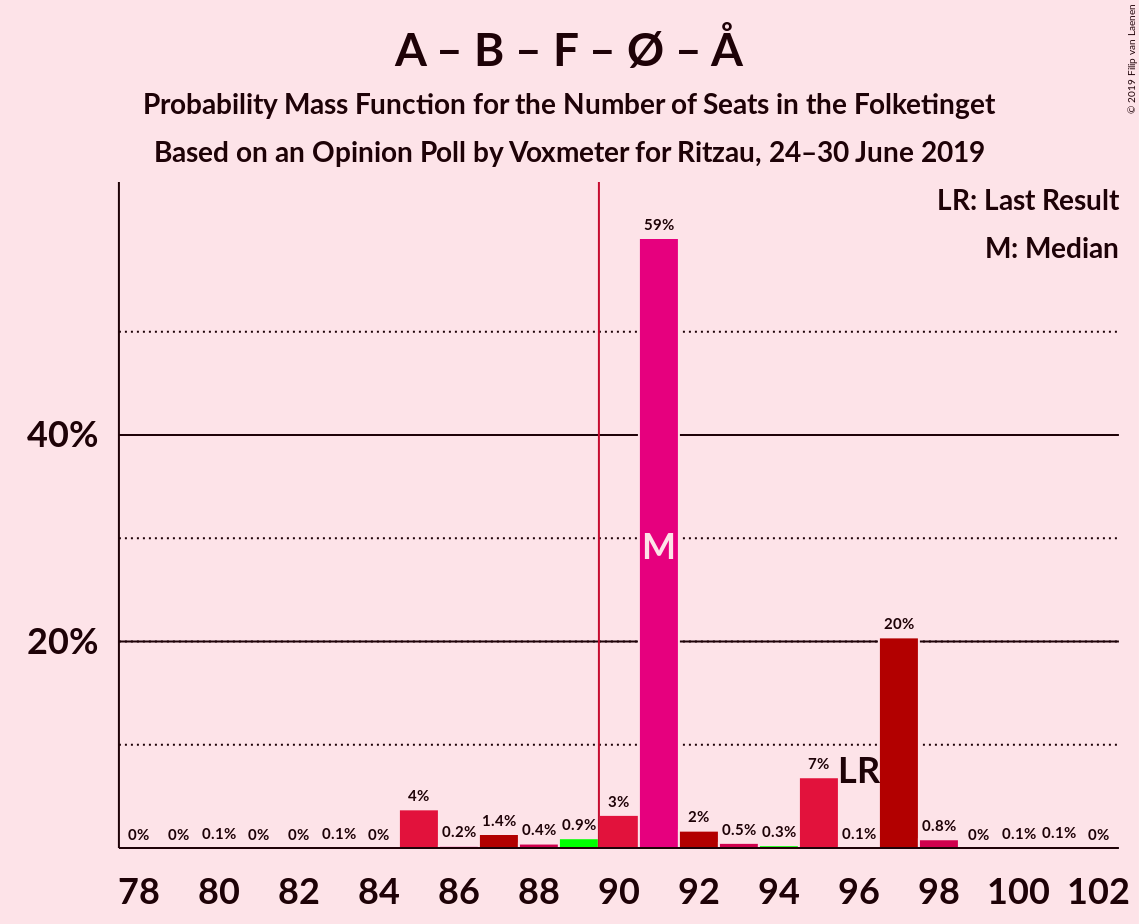 A – B – F – Ø – Å
Probability Mass Function for the Number of Seats in the Folketinget
Based on an Opinion Poll by Voxmeter for Ritzau, 24–30 June 2019
© 2019 Filip van Laenen
LR: Last Result
M: Median
59%
40%
M
20%
20%
7%
LR
4%
3%
2%
0% 0% 0.1% 0% 0% 0.1% 0% 0.2% 1.4% 0.4% 0.9% 0.5% 0.3% 0.1% 0.8% 0% 0.1% 0.1% 0%
78 80 82 84 86 88 90 92 94 96 98 100 102